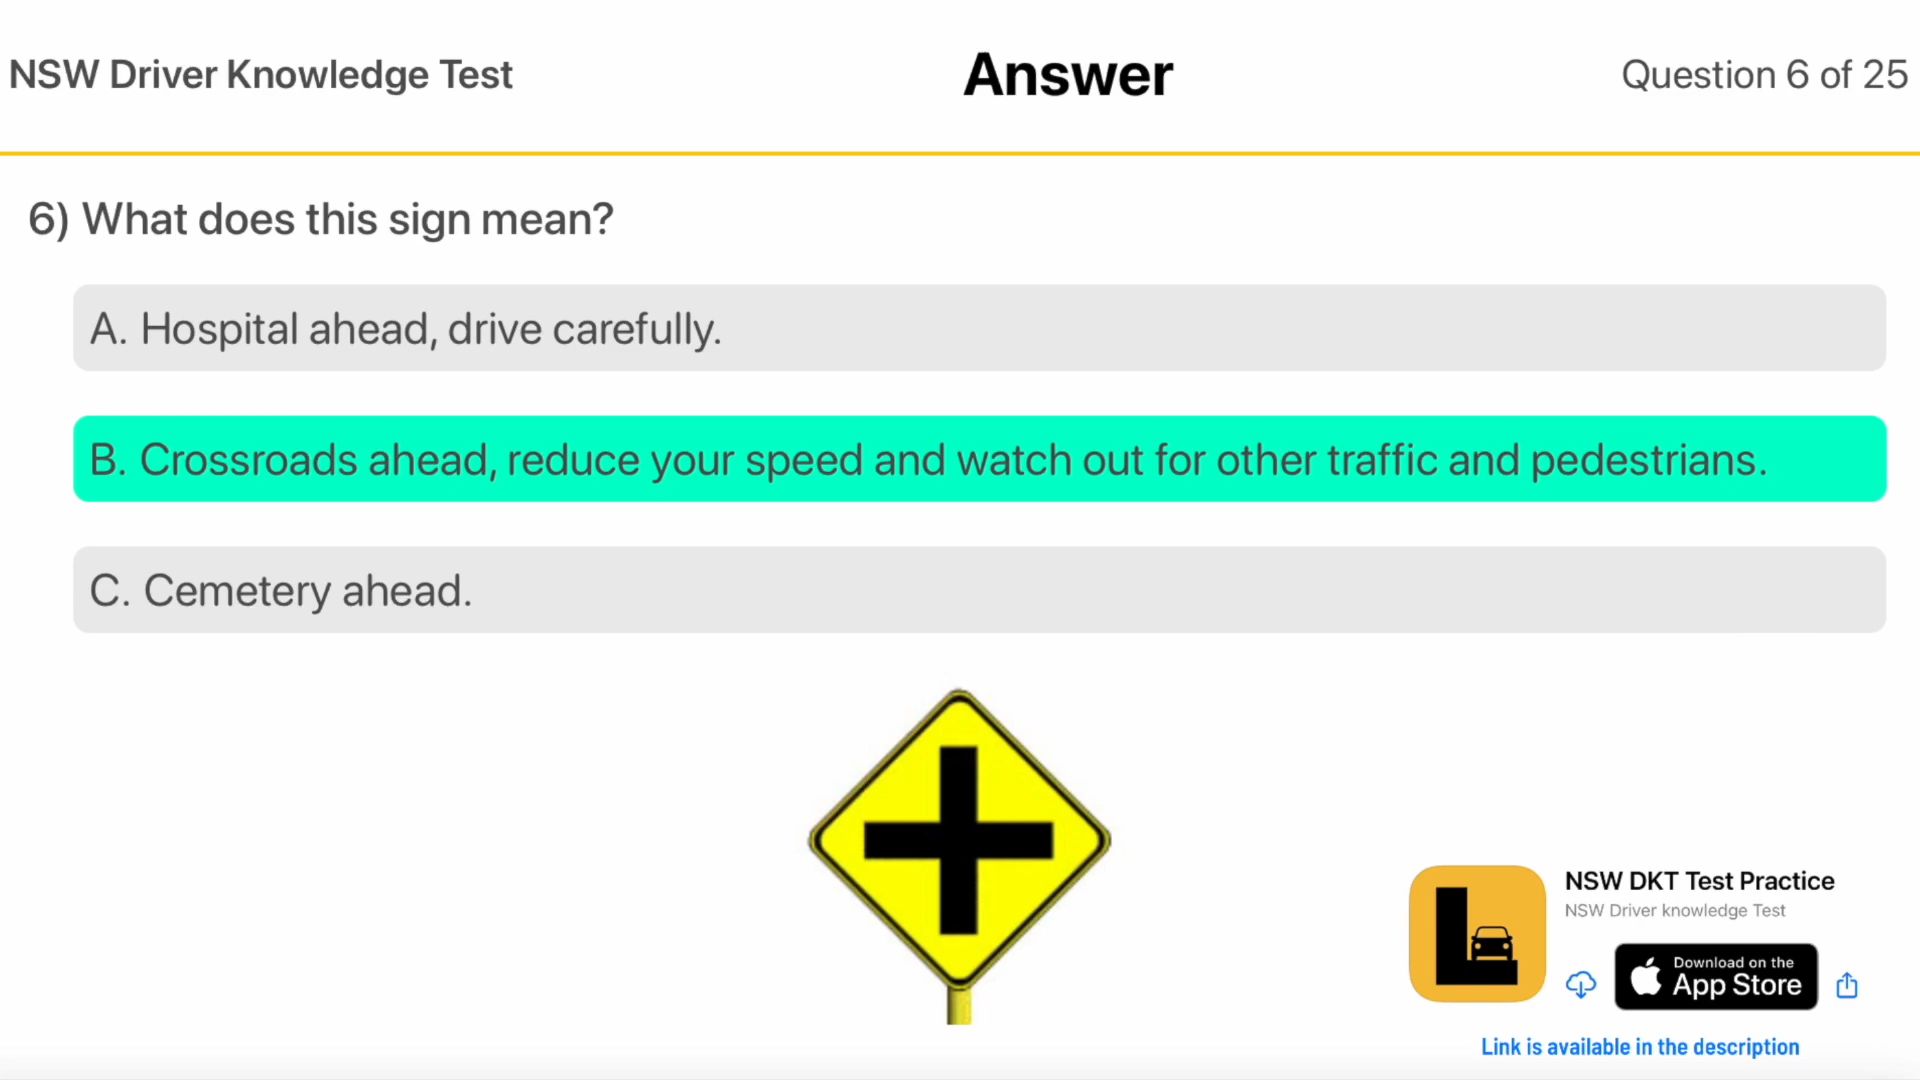 NSW Driver Knowledge Test
Answer
Question 6 of 25
6) What does this sign mean?
A. Hospital ahead, drive carefully.
B. Crossroads ahead, reduce your speed and watch out for other traffic and pedestrians.
C. Cemetery ahead.
NSW DKT Test Practice
NSW Driver knowledge Test
Download on the
App Store
Link is available in the description